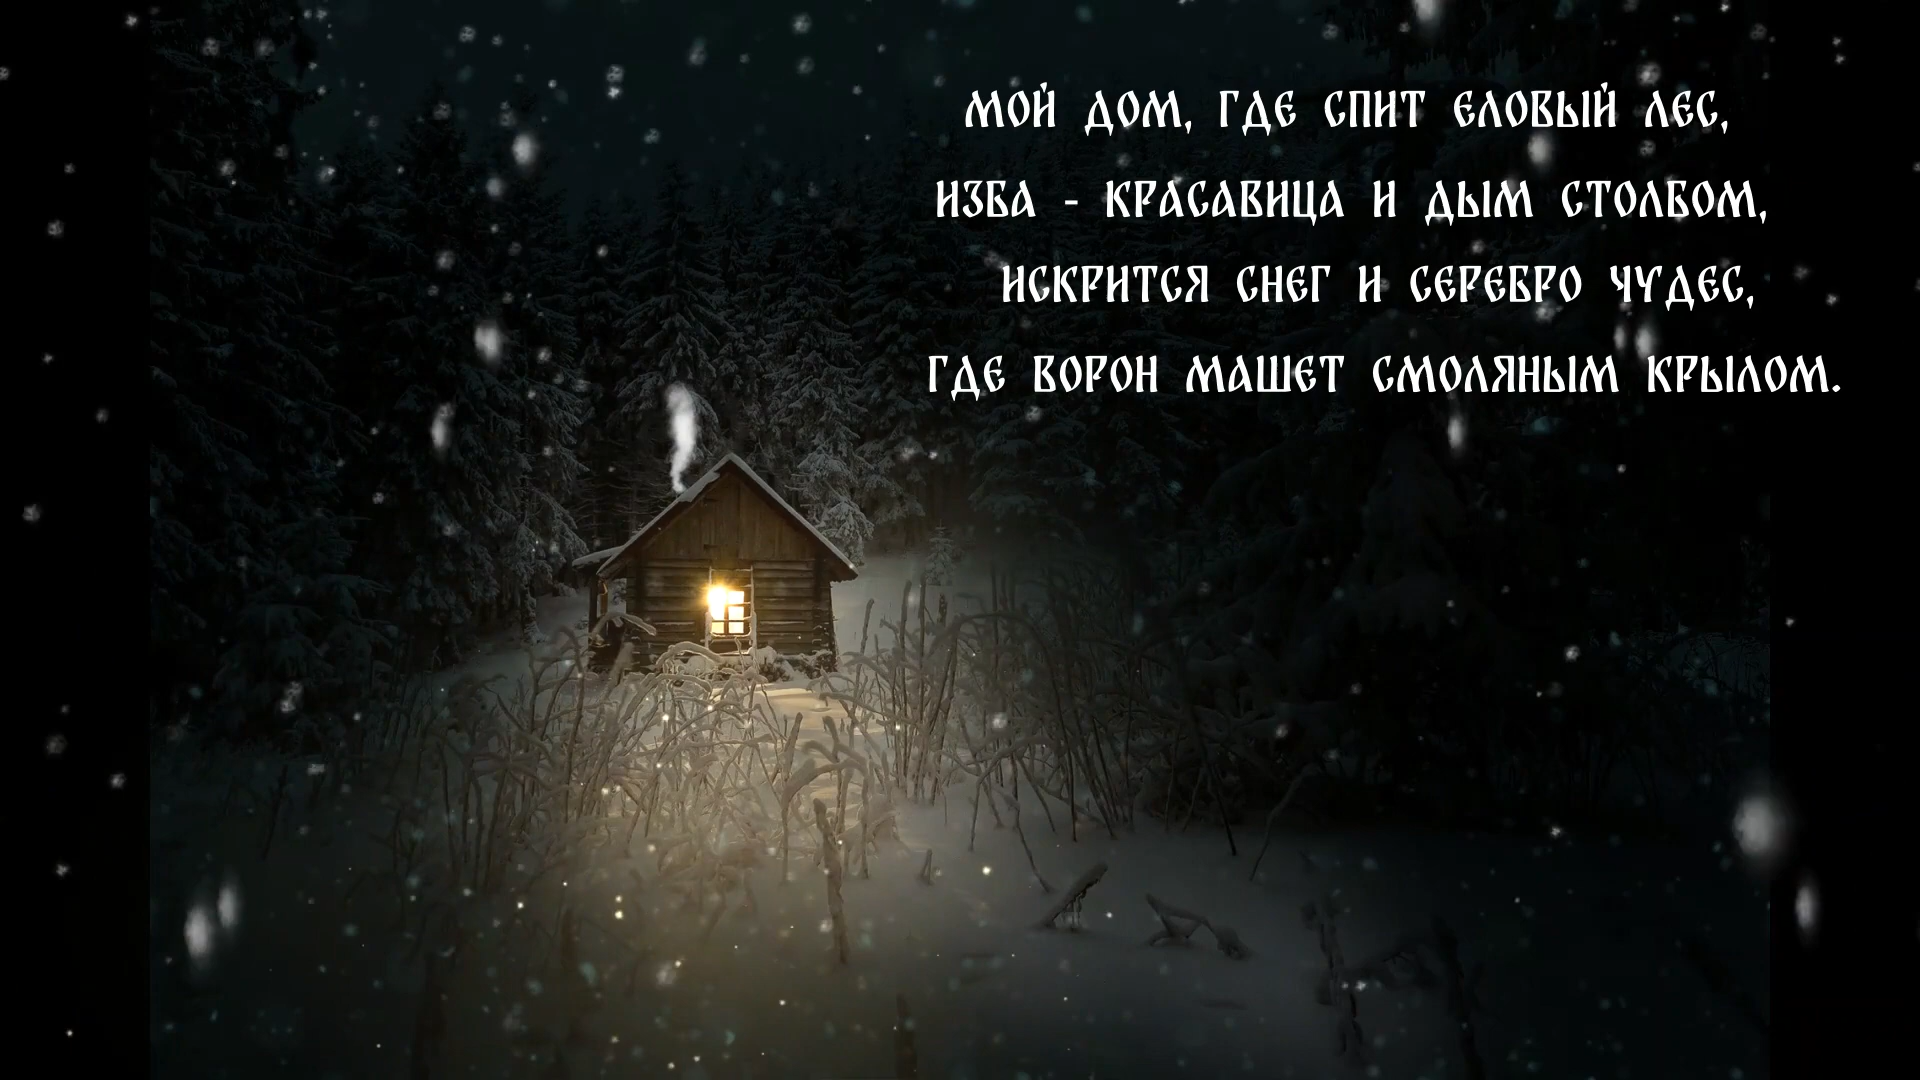 МОЙ ДОМ, ГДЕ СПИТ ЕЛОВЫЙ ЛЕС,
ИЗБА - КРАСАВИЦА И ДЫМ СТОЛБОМ,
ИСКРИТСЯ СНЕГ И СЕРЕБРО ЧУДЕС,
ГДЕ ВОРОН МАШЕТ СМОЛЯНЫМ КРЫЛОМ.